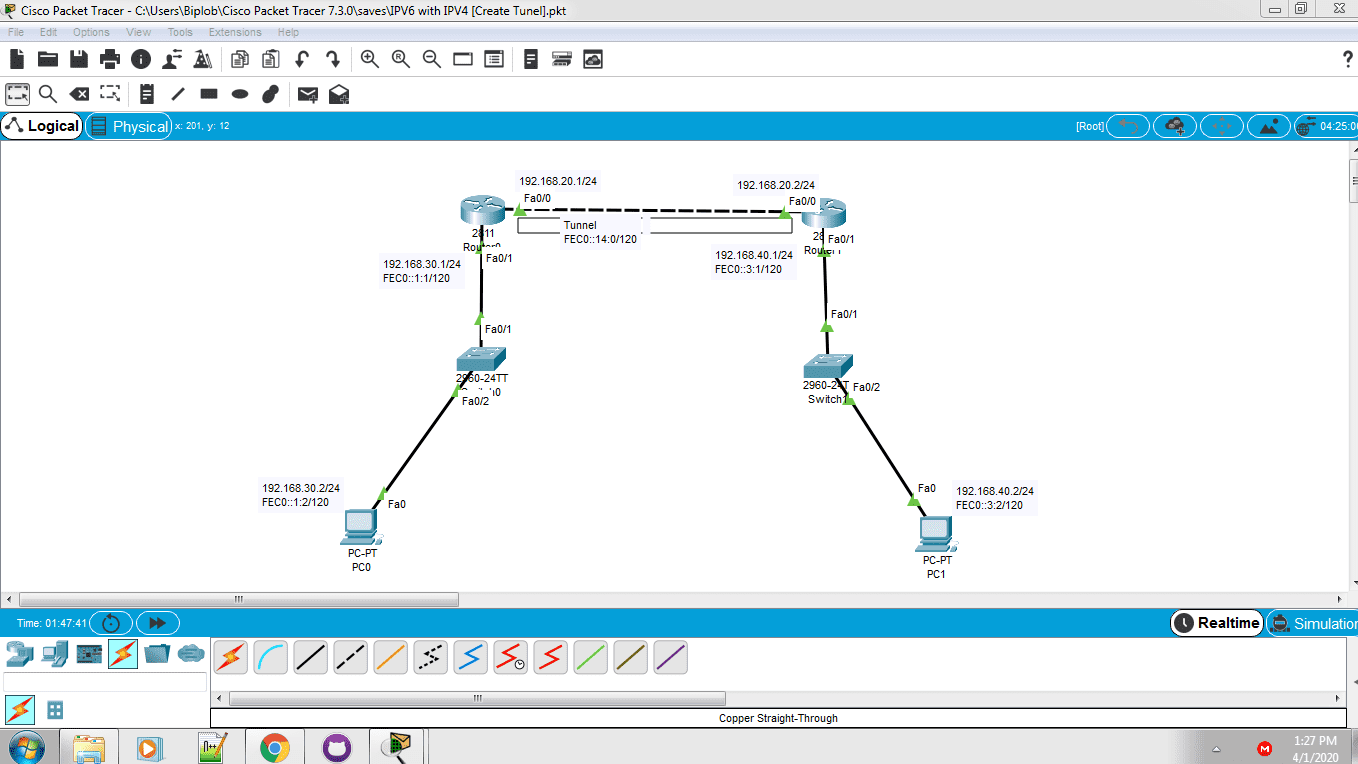 Cisco Packet Tracer - C:\Users\Biplob\Cisco Packet Tracer 7.3.0\saves\IPV6 with IPV4 [Create Tunel].pkt
File Edit Options View Tools Extensions Help
?
Logical Physical x: 201, y: 12 [Root] 04:25:0
192.168.20.1/24
Fa0/0
192.168.20.2/24
Fa0/0
Tunnel
FEC0::14:0/120
2811
Router0
Fa0/1
28
Router1
Fa0/1
192.168.30.1/24
FEC0::1:1/120
192.168.40.1/24
FEC0::3:1/120
Fa0/1
Fa0/1
2960-24TT
Switch0
Fa0/2
2960-24T
Switch1
Fa0/2
192.168.30.2/24
FEC0::1:2/120
Fa0
Fa0
192.168.40.2/24
FEC0::3:2/120
PC-PT
PC0
PC-PT
PC1
Time: 01:47:41 Realtime Simulation
Copper Straight-Through
1:27 PM
4/1/2020